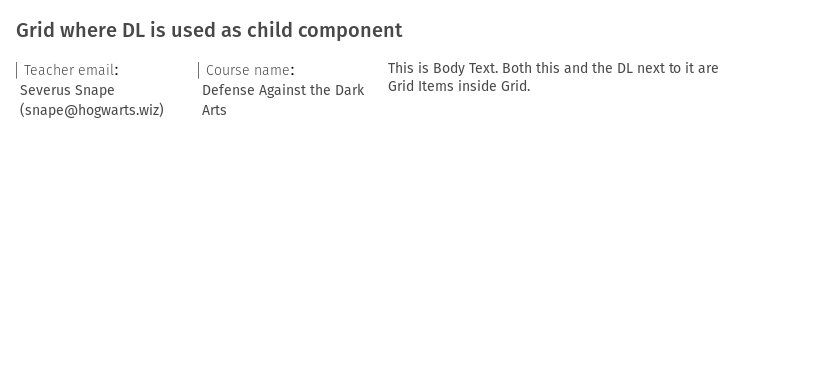 Grid where DL is used as child component
Teacher email:
Severus Snape
(snape@hogwarts.wiz)
Course name:
Defense Against the Dark
Arts
This is Body Text. Both this and the DL next to it are
Grid Items inside Grid.